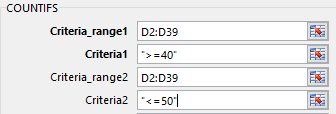 COUNTIFS
Criteria_range1 D2:D39
Criteria1 ">=40"
Criteria_range2 D2:D39
Criteria2 "<=50"